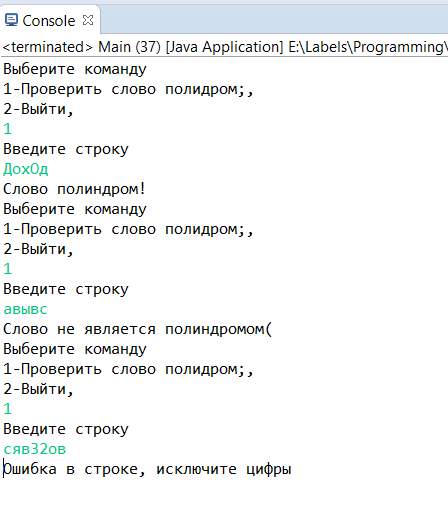 Console
<terminated> Main (37) [Java Application] E:\Labels\Programming\
Выберите команду
1-Проверить слово полидром;,
2-Выйти,
1
Введите строку
ДохОд
Слово полиндром!
Выберите команду
1-Проверить слово полидром;,
2-Выйти,
1
Введите строку
авывс
Слово не является полиндромом(
Выберите команду
1-Проверить слово полидром;,
2-Выйти,
1
Введите строку
сяв32ов
Ошибка в строке, исключите цифры